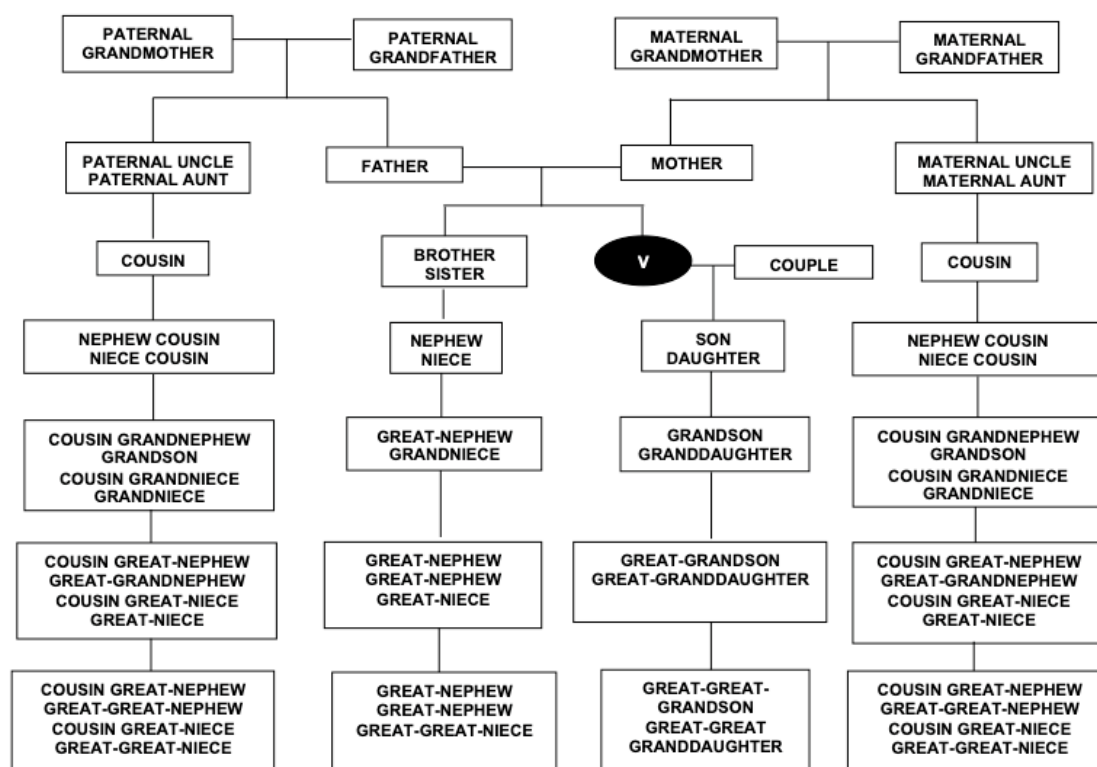 PATERNAL
GRANDMOTHER
PATERNAL
GRANDFATHER
MATERNAL
GRANDMOTHER
MATERNAL
GRANDFATHER
PATERNAL UNCLE
PATERNAL AUNT
FATHER
MOTHER
MATERNAL UNCLE
MATERNAL AUNT
COUSIN
BROTHER
SISTER
V
COUPLE
COUSIN
NEPHEW COUSIN
NIECE COUSIN
NEPHEW
NIECE
SON
DAUGHTER
NEPHEW COUSIN
NIECE COUSIN
COUSIN GRANDNEPHEW
GRANDSON
COUSIN GRANDNIECE
GRANDNIECE
GREAT-NEPHEW
GRANDNIECE
GRANDSON
GRANDDAUGHTER
COUSIN GRANDNEPHEW
GRANDSON
COUSIN GRANDNIECE
GRANDNIECE
COUSIN GREAT-NEPHEW
GREAT-GRANDNEPHEW
COUSIN GREAT-NIECE
GREAT-NIECE
GREAT-NEPHEW
GREAT-NEPHEW
GREAT-NIECE
GREAT-GRANDSON
GREAT-GRANDDAUGHTER
COUSIN GREAT-NEPHEW
GREAT-GRANDNEPHEW
COUSIN GREAT-NIECE
GREAT-NIECE
COUSIN GREAT-NEPHEW
GREAT-GREAT-NEPHEW
COUSIN GREAT-NIECE
GREAT-GREAT-NIECE
GREAT-NEPHEW
GREAT-NEPHEW
GREAT-GREAT-NIECE
GREAT-GREAT-
GRANDSON
GREAT-GREAT
GRANDDAUGHTER
COUSIN GREAT-NEPHEW
GREAT-GREAT-NEPHEW
COUSIN GREAT-NIECE
GREAT-GREAT-NIECE